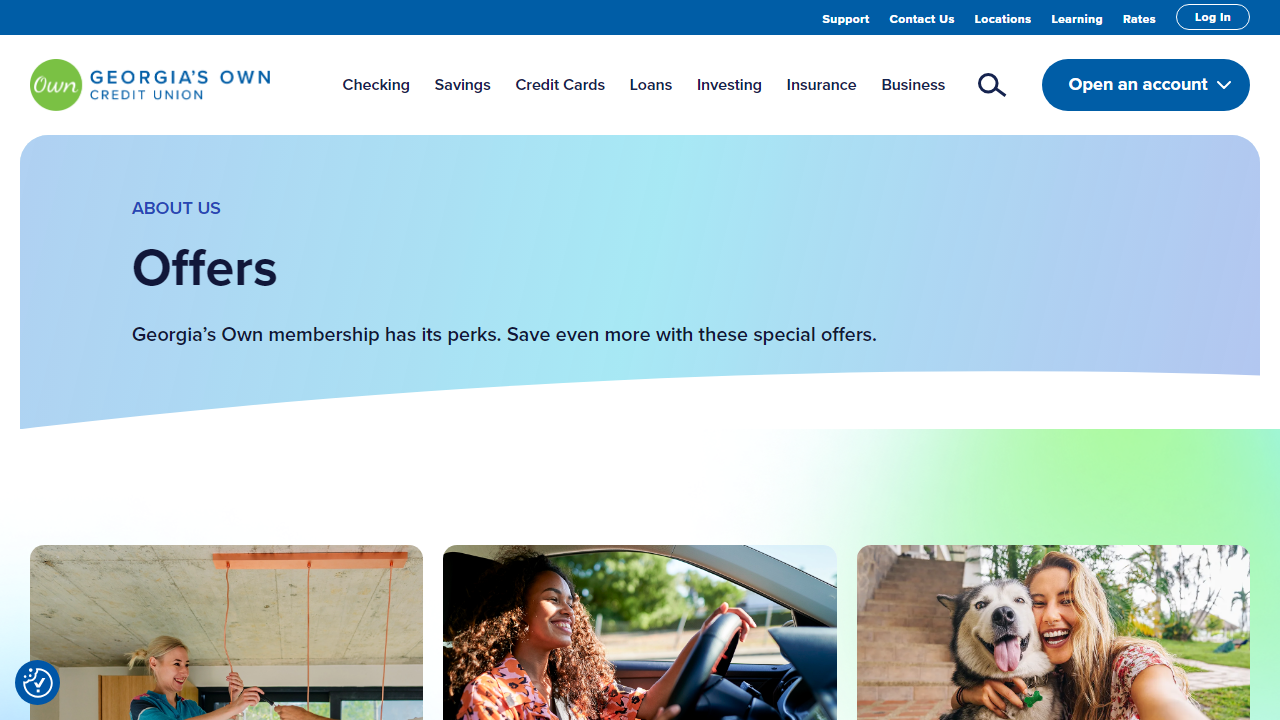 Support Contact Us Locations Learning Rates Log In
Own GEORGIA'S OWN
CREDIT UNION
Checking Savings Credit Cards Loans Investing Insurance Business Open an account
ABOUT US
Offers
Georgia’s Own membership has its perks. Save even more with these special offers.